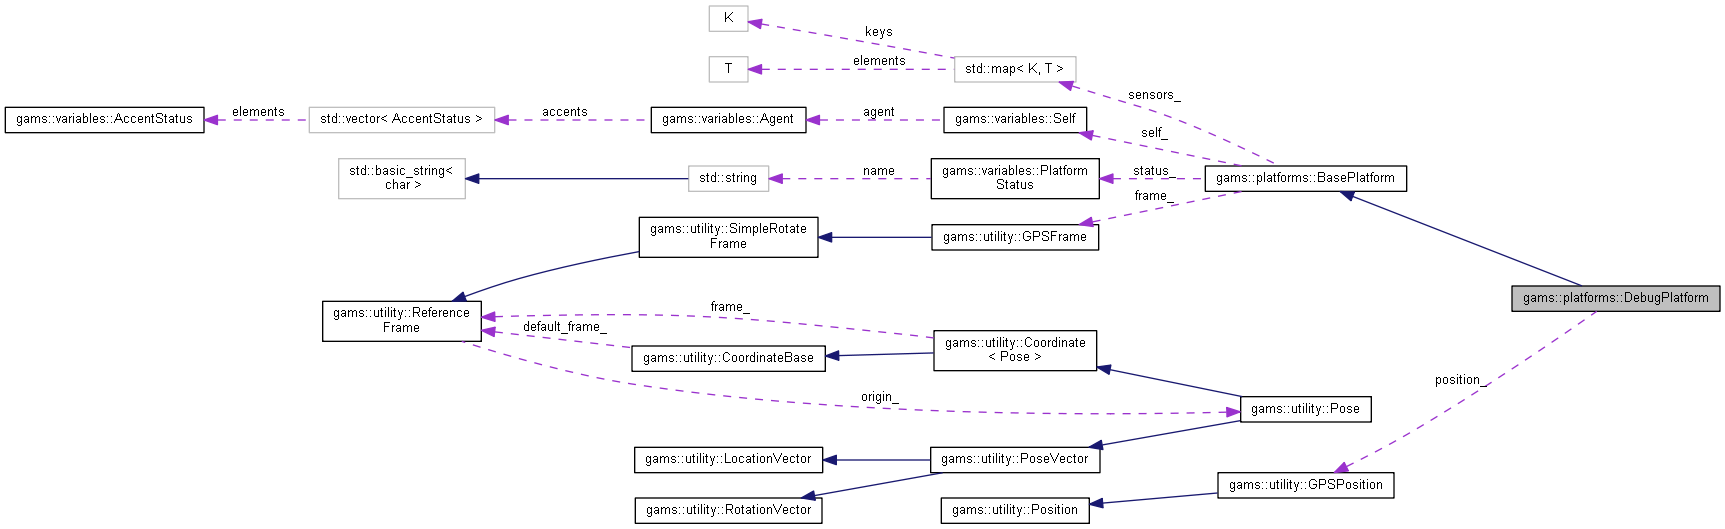 K
keys
T
elements
std::map< K, T >
sensors_
gams::variables::AccentStatus
elements
std::vector< AccentStatus >
accents
gams::variables::Agent
agent
gams::variables::Self
self_
std::basic_string<
char >
std::string
name
gams::variables::Platform
Status
status_
gams::platforms::BasePlatform
frame_
gams::utility::SimpleRotate
Frame
gams::utility::GPSFrame
gams::platforms::DebugPlatform
gams::utility::Reference
Frame
frame_
default_frame_
gams::utility::CoordinateBase
gams::utility::Coordinate
< Pose >
origin_
gams::utility::Pose
position_
gams::utility::LocationVector
gams::utility::PoseVector
gams::utility::GPSPosition
gams::utility::RotationVector
gams::utility::Position